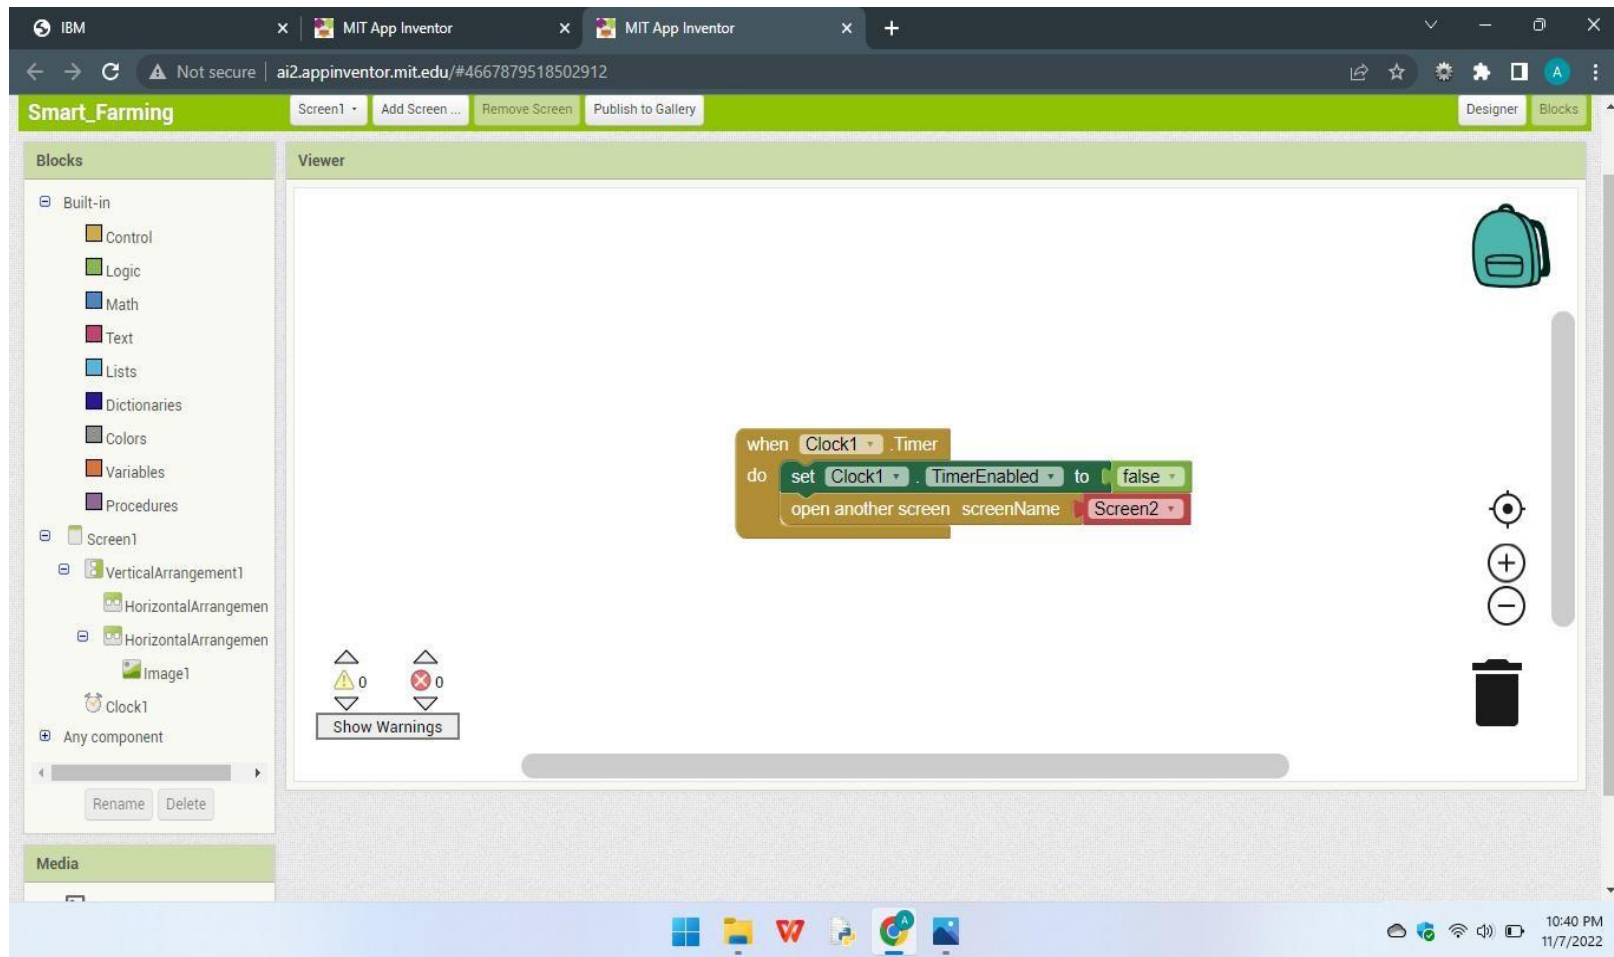 IBM
MIT App Inventor
MIT App Inventor
Not secure
ai2.appinventor.mit.edu/#4667879518502912
A
Smart_Farming
Screen1
Add Screen ...
Remove Screen
Publish to Gallery
Designer
Blocks
Blocks
Viewer
Built-in
Control
Logic
Math
Text
Lists
Dictionaries
Colors
Variables
Procedures
Screen1
VerticalArrangement1
HorizontalArrangemen
HorizontalArrangemen
Image1
Clock1
Any component
Rename
Delete
when Clock1 .Timer
do set Clock1 . TimerEnabled to false
open another screen screenName Screen2
0
0
Show Warnings
Media
W
A
10:40 PM
11/7/2022